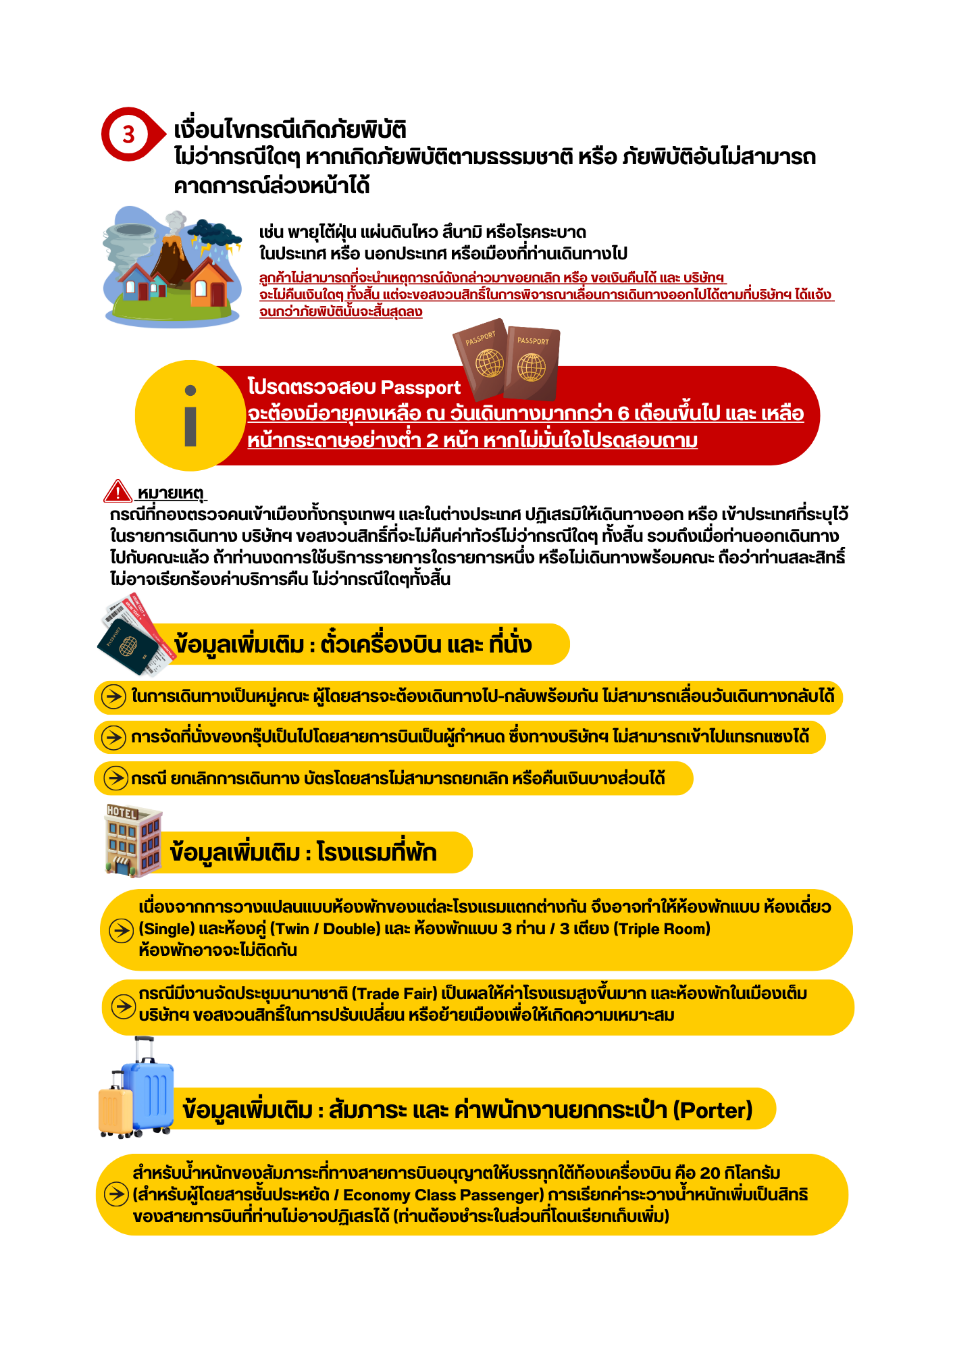 3
เงื่อนไขกรณีเกิดภัยพิบัติ
ไม่ว่ากรณีใดๆ หากเกิดภัยพิบัติตามธรรมชาติ หรือ ภัยพิบัติอันไม่สามารถ
คาดการณ์ล่วงหน้าได้
เช่น พายุไต้ฝุ่น แผ่นดินไหว สึนามิ หรือโรคระบาด
ในประเทศ หรือ นอกประเทศ หรือเมืองที่ท่านเดินทางไป
ลูกค้าไม่สามารถที่จะนำเหตุการณ์ดังกล่าวมาขอยกเลิก หรือ ขอเงินคืนได้ และ บริษัทฯ
จะไม่คืนเงินใดๆ ทั้งสิ้น แต่จะขอสงวนสิทธิ์ในการพิจารณาเลื่อนการเดินทางออกไปได้ตามที่บริษัทฯ ได้แจ้ง
จนกว่าภัยพิบัตินั้นจะสิ้นสุดลง
PASSPORT
PASSPORT
i
โปรดตรวจสอบ Passport
จะต้องมีอายุคงเหลือ ณ วันเดินทางมากกว่า 6 เดือนขึ้นไป และ เหลือ
หน้ากระดาษอย่างต่ำ 2 หน้า หากไม่มั่นใจโปรดสอบถาม
! หมายเหตุ
กรณีที่กองตรวจคนเข้าเมืองทั้งกรุงเทพฯ และในต่างประเทศ ปฏิเสธมิให้เดินทางออก หรือ เข้าประเทศที่ระบุไว้
ในรายการเดินทาง บริษัทฯ ขอสงวนสิทธิ์ที่จะไม่คืนค่าทัวร์ไม่ว่ากรณีใดๆ ทั้งสิ้น รวมถึงเมื่อท่านออกเดินทาง
ไปกับคณะแล้ว ถ้าท่านงดการใช้บริการรายการใดรายการหนึ่ง หรือไม่เดินทางพร้อมคณะ ถือว่าท่านสละสิทธิ์
ไม่อาจเรียกร้องค่าบริการคืน ไม่ว่ากรณีใดๆทั้งสิ้น
ข้อมูลเพิ่มเติม : ตั๋วเครื่องบิน และ ที่นั่ง
ในการเดินทางเป็นหมู่คณะ ผู้โดยสารจะต้องเดินทางไป-กลับพร้อมกัน ไม่สามารถเลื่อนวันเดินทางกลับได้
การจัดที่นั่งของกรุ๊ปเป็นไปโดยสายการบินเป็นผู้กำหนด ซึ่งทางบริษัทฯ ไม่สามารถเข้าไปแทรกแซงได้
กรณี ยกเลิกการเดินทาง บัตรโดยสารไม่สามารถยกเลิก หรือคืนเงินบางส่วนได้
HOTEL
ข้อมูลเพิ่มเติม : โรงแรมที่พัก
เนื่องจากการวางแปลนแบบห้องพักของแต่ละโรงแรมแตกต่างกัน จึงอาจทำให้ห้องพักแบบ ห้องเดี่ยว
(Single) และห้องคู่ (Twin / Double) และ ห้องพักแบบ 3 ท่าน / 3 เตียง (Triple Room)
ห้องพักอาจจะไม่ติดกัน
กรณีมีงานจัดประชุมนานาชาติ (Trade Fair) เป็นผลให้ค่าโรงแรมสูงขึ้นมาก และห้องพักในเมืองเต็ม
บริษัทฯ ขอสงวนสิทธิ์ในการปรับเปลี่ยน หรือย้ายเมืองเพื่อให้เกิดความเหมาะสม
ข้อมูลเพิ่มเติม : สัมภาระ และ ค่าพนักงานยกกระเป๋า (Porter)
สำหรับน้ำหนักของสัมภาระที่ทางสายการบินอนุญาตให้บรรทุกใต้ท้องเครื่องบิน คือ 20 กิโลกรัม
(สำหรับผู้โดยสารชั้นประหยัด / Economy Class Passenger) การเรียกค่าระวางน้ำหนักเพิ่มเป็นสิทธิ
ของสายการบินที่ท่านไม่อาจปฏิเสธได้ (ท่านต้องชำระในส่วนที่โดนเรียกเก็บเพิ่ม)